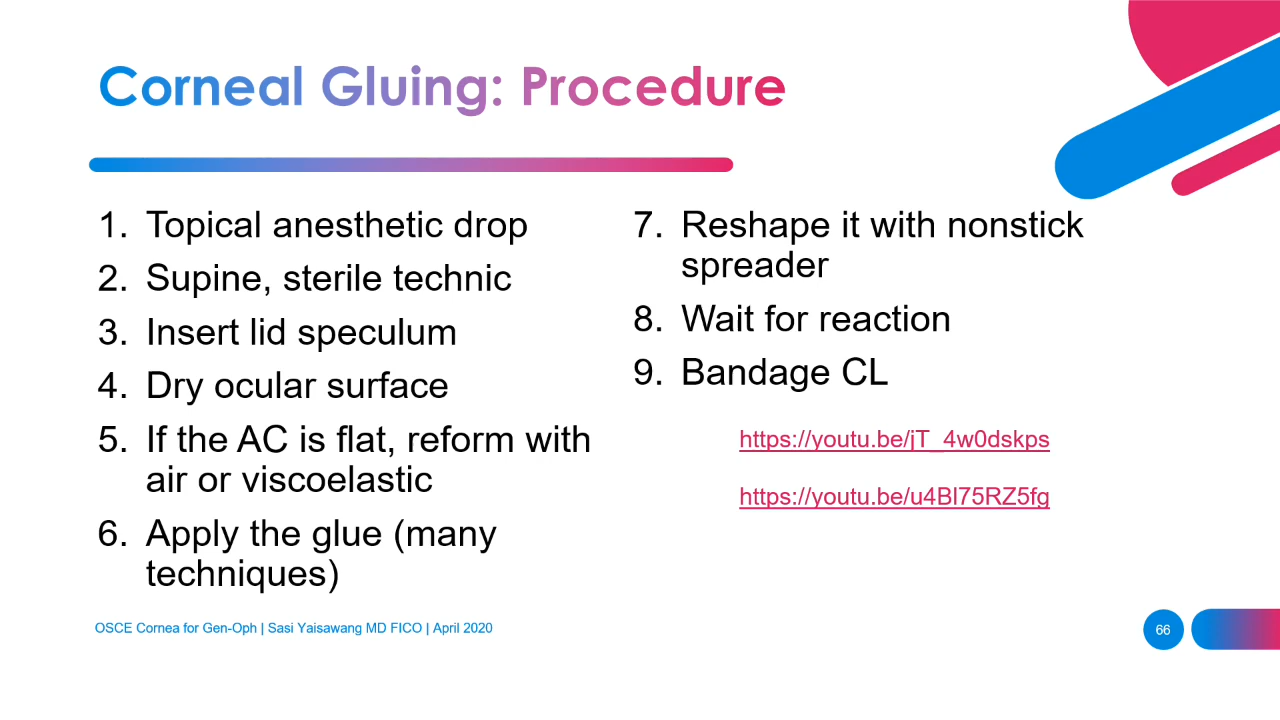 Corneal Gluing: Procedure
1. Topical anesthetic drop
2. Supine, sterile technic
3. Insert lid speculum
4. Dry ocular surface
5. If the AC is flat, reform with
air or viscoelastic
6. Apply the glue (many
techniques)
7. Reshape it with nonstick
spreader
8. Wait for reaction
9. Bandage CL
https://youtu.be/jT_4w0dskps
https://youtu.be/u4Bl75RZ5fg
OSCE Cornea for Gen-Oph | Sasi Yaisawang MD FICO | April 2020
66